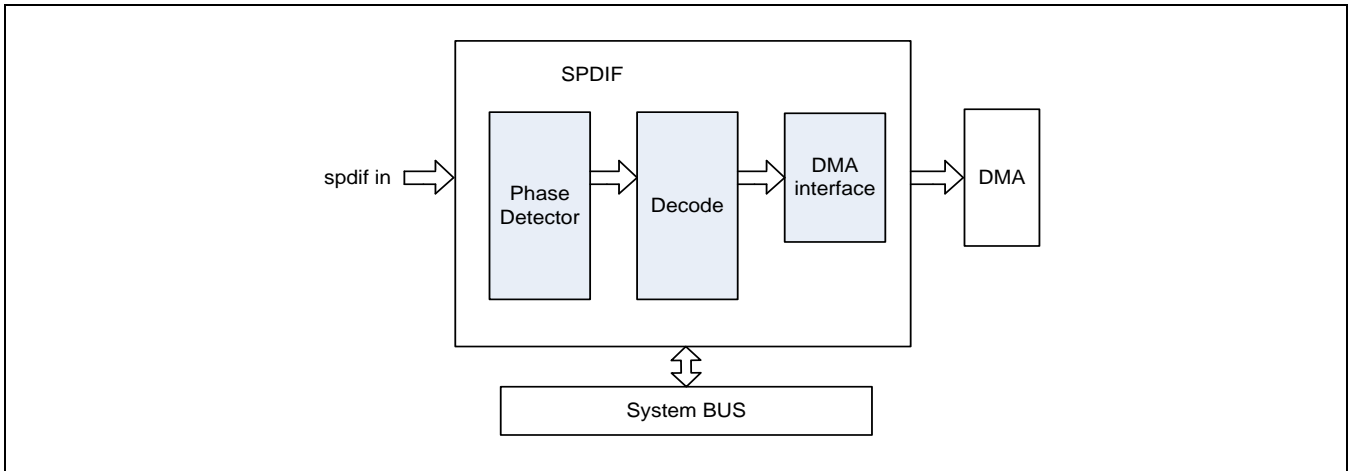 SPDIF
spdif in
Phase
Detector
Decode
DMA
interface
DMA
System BUS